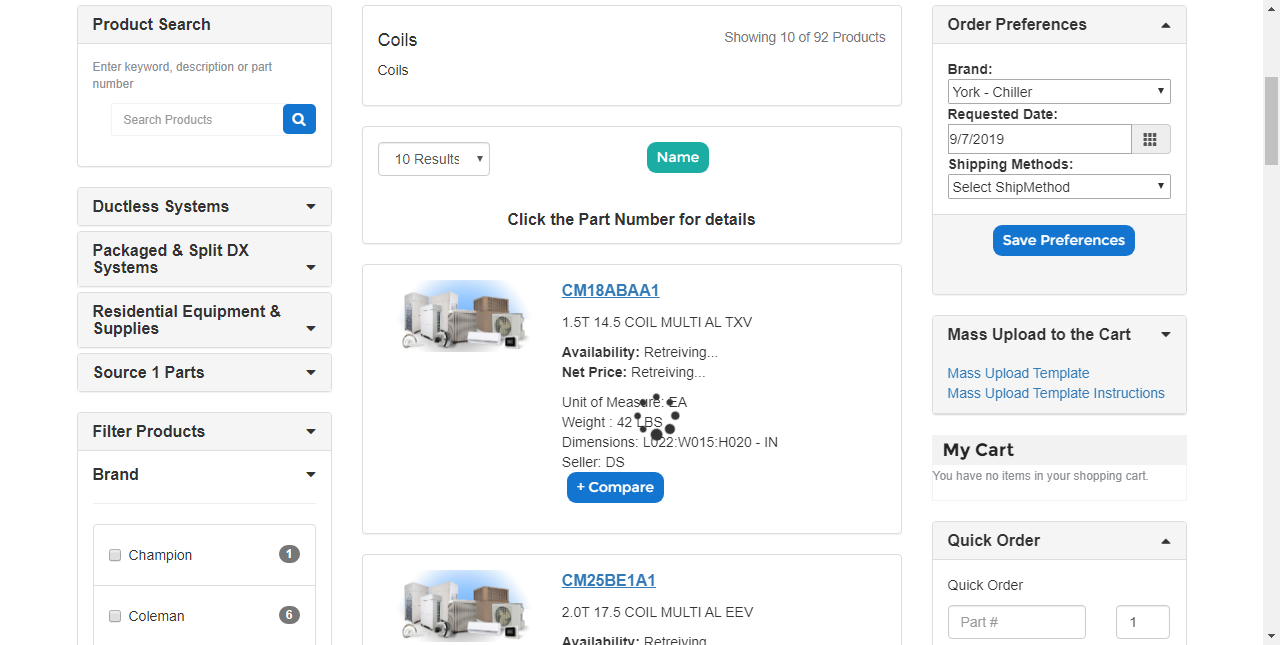 Product Search
Enter keyword, description or part
number
Search Products
Ductless Systems
Packaged & Split DX
Systems
Residential Equipment &
Supplies
Source 1 Parts
Filter Products
Brand
Champion 1
Coleman 6
Coils
Showing 10 of 92 Products
Coils
10 Results
Name
Click the Part Number for details
CM18ABAA1
1.5T 14.5 COIL MULTI AL TXV
Availability: Retreiving...
Net Price: Retreiving...
Unit of Measure: EA
Weight : 42 LBS
Dimensions: L022:W015:H020 - IN
Seller: DS
+ Compare
CM25BE1A1
2.0T 17.5 COIL MULTI AL EEV
Availability: Retreiving
Order Preferences
Brand:
York - Chiller
Requested Date:
9/7/2019
Shipping Methods:
Select ShipMethod
Save Preferences
Mass Upload to the Cart
Mass Upload Template
Mass Upload Template Instructions
My Cart
You have no items in your shopping cart.
Quick Order
Quick Order
Part # 1